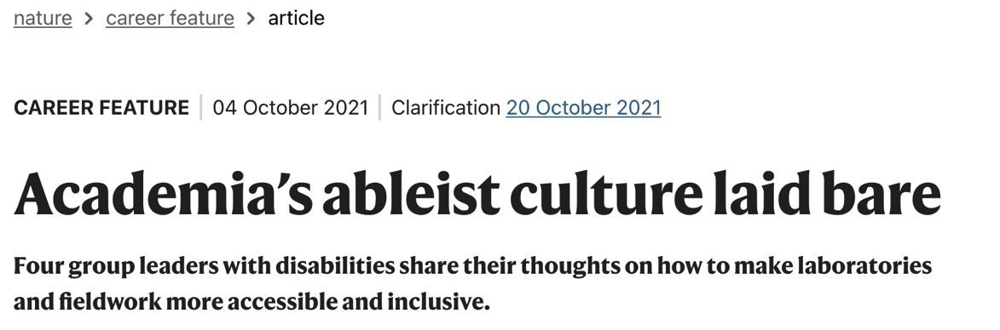 nature > career feature > article
CAREER FEATURE | 04 October 2021 | Clarification 20 October 2021
Academia’s ableist culture laid bare
Four group leaders with disabilities share their thoughts on how to make laboratories
and fieldwork more accessible and inclusive.